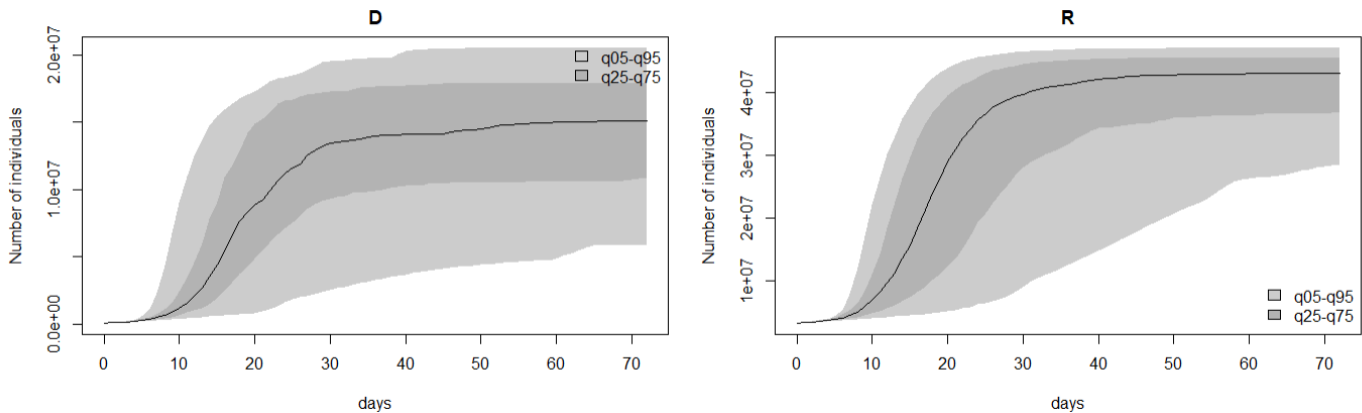 D
Number of individuals
2.0e+07
1.0e+07
0.0e+00
q05-q95
q25-q75
0 10 20 30 40 50 60 70
days
R
Number of individuals
4e+07
3e+07
2e+07
1e+07
q05-q95
q25-q75
0 10 20 30 40 50 60 70
days